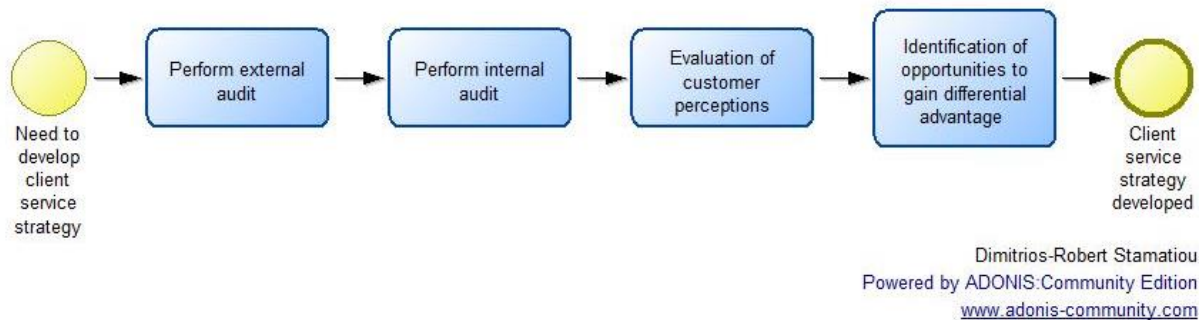 Need to
develop
client
service
strategy
Perform external
audit
Perform internal
audit
Evaluation of
customer
perceptions
Identification of
opportunities to
gain differential
advantage
Client
service
strategy
developed
Dimitrios-Robert Stamatiou
Powered by ADONIS:Community Edition
www.adonis-community.com